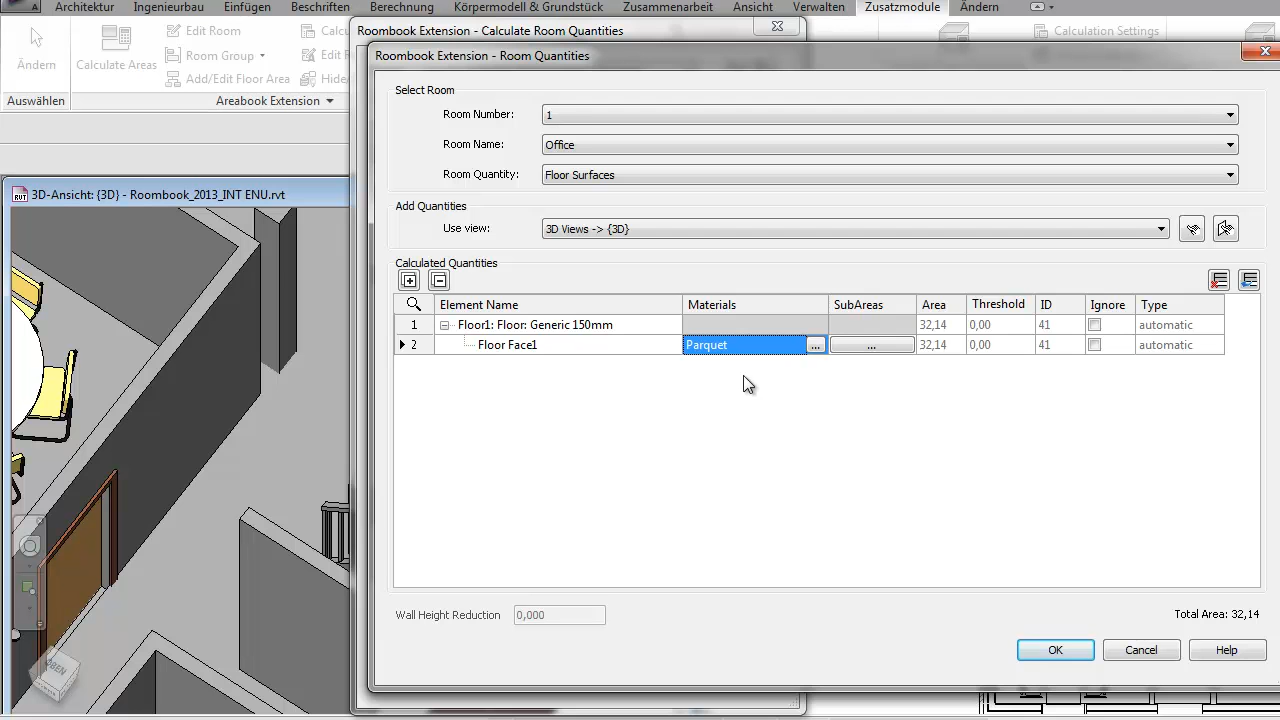 Architektur Ingenieurbau Einfügen Beschriften Berechnung Körpermodell & Grundstück Zusammenarbeit Ansicht Verwalten Zusatzmodule Ändern
Edit Room
Room Group
Add/Edit Floor Area
Ändern
Calculate Areas
Calcu
Edit R
Hide/
Calculation Settings
Auswählen
Areabook Extension
Roombook Extension - Calculate Room Quantities
Roombook Extension - Room Quantities
3D-Ansicht: {3D} - Roombook_2013_INT ENU.rvt
OBEN
Select Room
Room Number: 1
Room Name: Office
Room Quantity: Floor Surfaces
Add Quantities
Use view: 3D Views -> {3D}
Calculated Quantities
Element Name Materials SubAreas Area Threshold ID Ignore Type
1 Floor1: Floor: Generic 150mm 32,14 0,00 41 automatic
2 Floor Face1 Parquet ... ... 32,14 0,00 41 automatic
Wall Height Reduction 0,000
Total Area: 32,14
OK Cancel Help